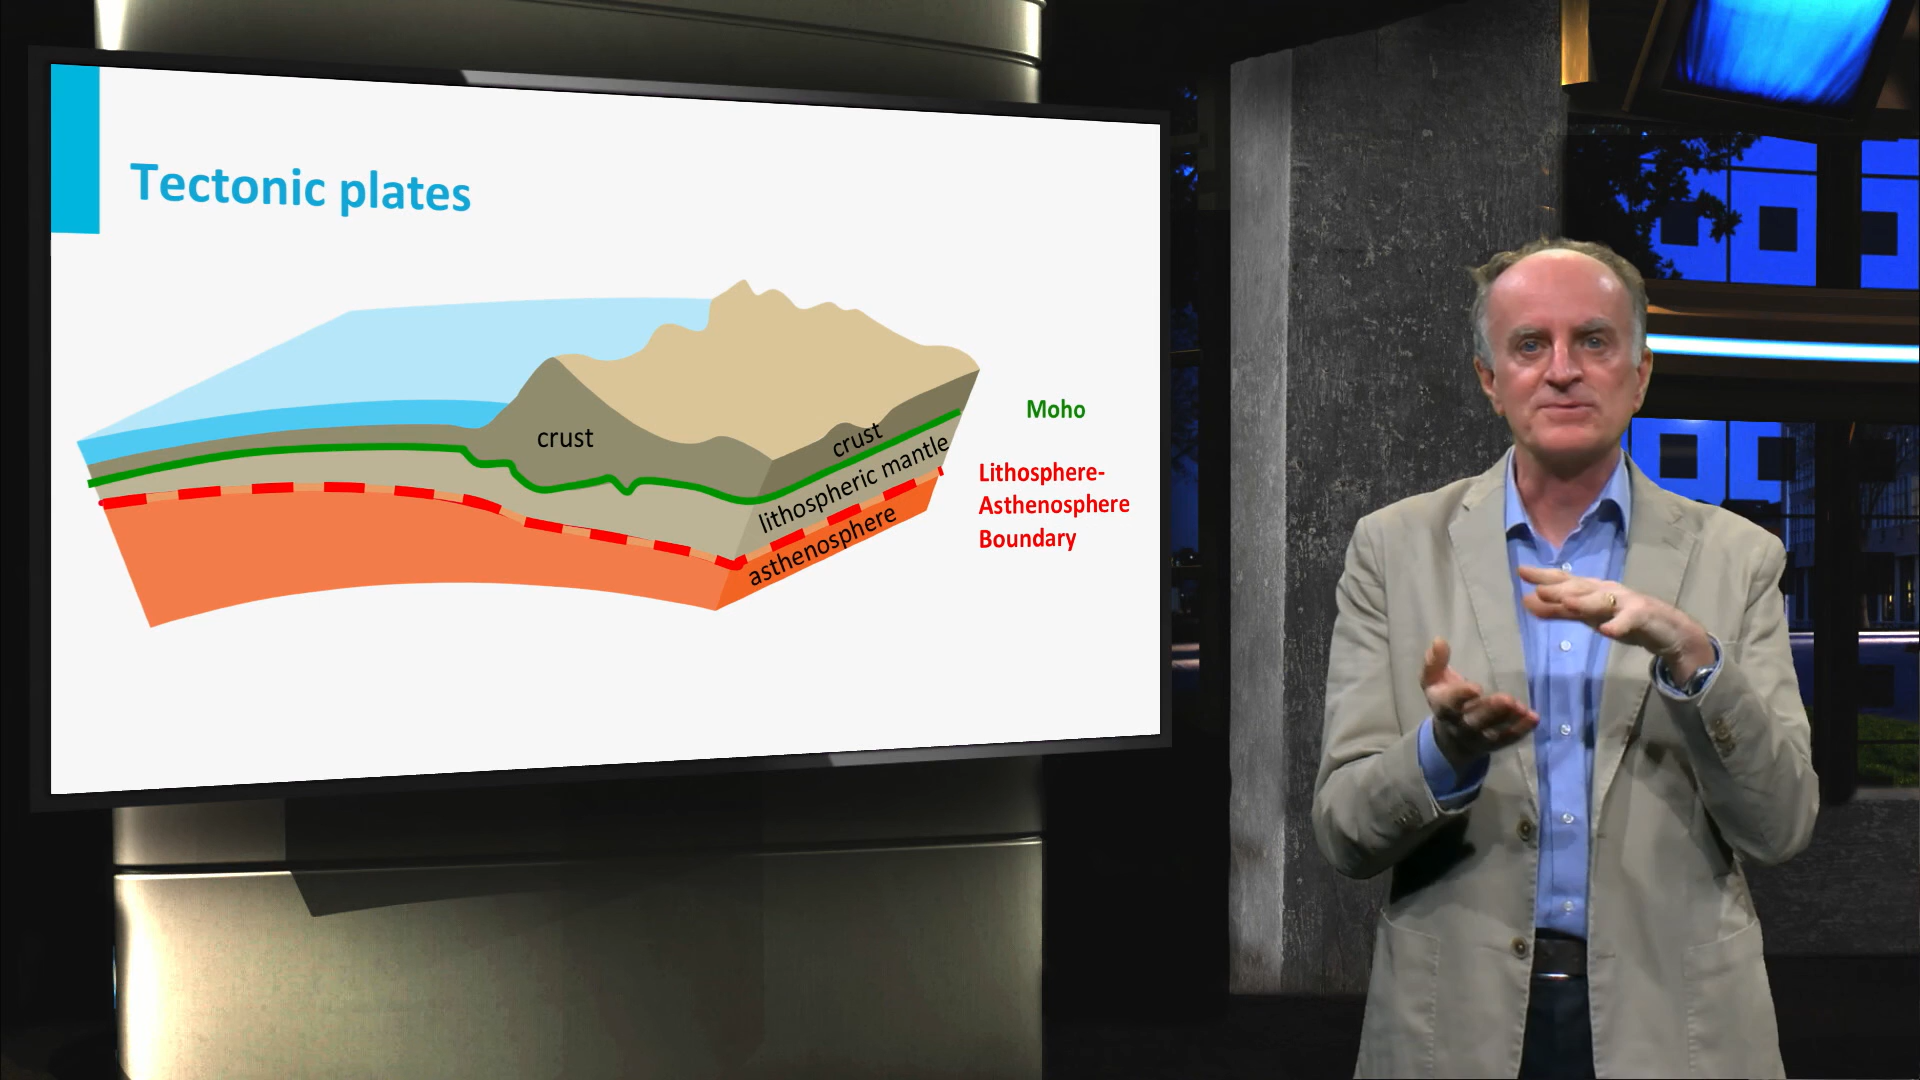 Tectonic plates
crust
crust
lithospheric mantle
asthenosphere
Moho
Lithosphere-
Asthenosphere
Boundary